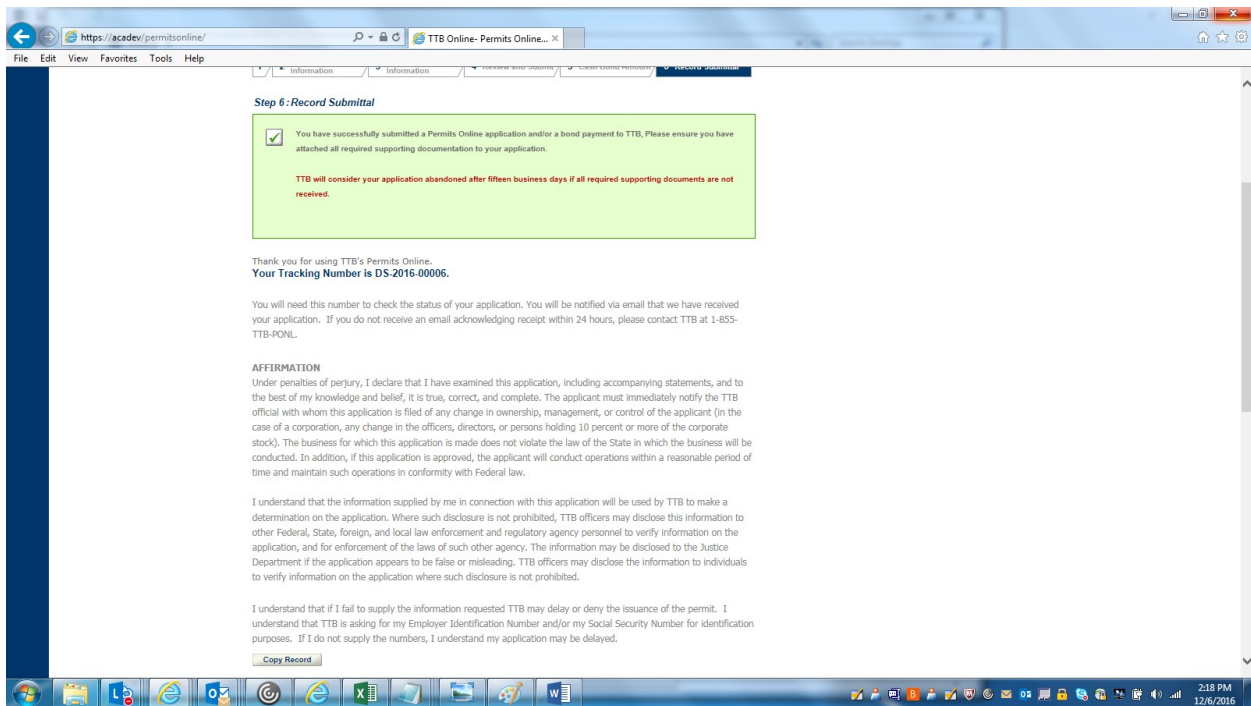 https://acadev/permitsonline/
TTB Online- Permits Online...
File Edit View Favorites Tools Help
1 2 Information 3 Information 4 Review and Submit 5 Cash Bond Amount 6 Record Submittal
Step 6 : Record Submittal
You have successfully submitted a Permits Online application and/or a bond payment to TTB, Please ensure you have
attached all required supporting documentation to your application.
TTB will consider your application abandoned after fifteen business days if all required supporting documents are not
received.
Thank you for using TTB's Permits Online.
Your Tracking Number is DS-2016-00006.
You will need this number to check the status of your application. You will be notified via email that we have received
your application. If you do not receive an email acknowledging receipt within 24 hours, please contact TTB at 1-855-
TTB-PONL.
AFFIRMATION
Under penalties of perjury, I declare that I have examined this application, including accompanying statements, and to
the best of my knowledge and belief, it is true, correct, and complete. The applicant must immediately notify the TTB
official with whom this application is filed of any change in ownership, management, or control of the applicant (in the
case of a corporation, any change in the officers, directors, or persons holding 10 percent or more of the corporate
stock). The business for which this application is made does not violate the law of the State in which the business will be
conducted. In addition, if this application is approved, the applicant will conduct operations within a reasonable period of
time and maintain such operations in conformity with Federal law.
I understand that the information supplied by me in connection with this application will be used by TTB to make a
determination on the application. Where such disclosure is not prohibited, TTB officers may disclose this information to
other Federal, State, foreign, and local law enforcement and regulatory agency personnel to verify information on the
application, and for enforcement of the laws of such other agency. The information may be disclosed to the Justice
Department if the application appears to be false or misleading. TTB officers may disclose the information to individuals
to verify information on the application where such disclosure is not prohibited.
I understand that if I fail to supply the information requested TTB may delay or deny the issuance of the permit. I
understand that TTB is asking for my Employer Identification Number and/or my Social Security Number for identification
purposes. If I do not supply the numbers, I understand my application may be delayed.
Copy Record
2:18 PM
12/6/2016